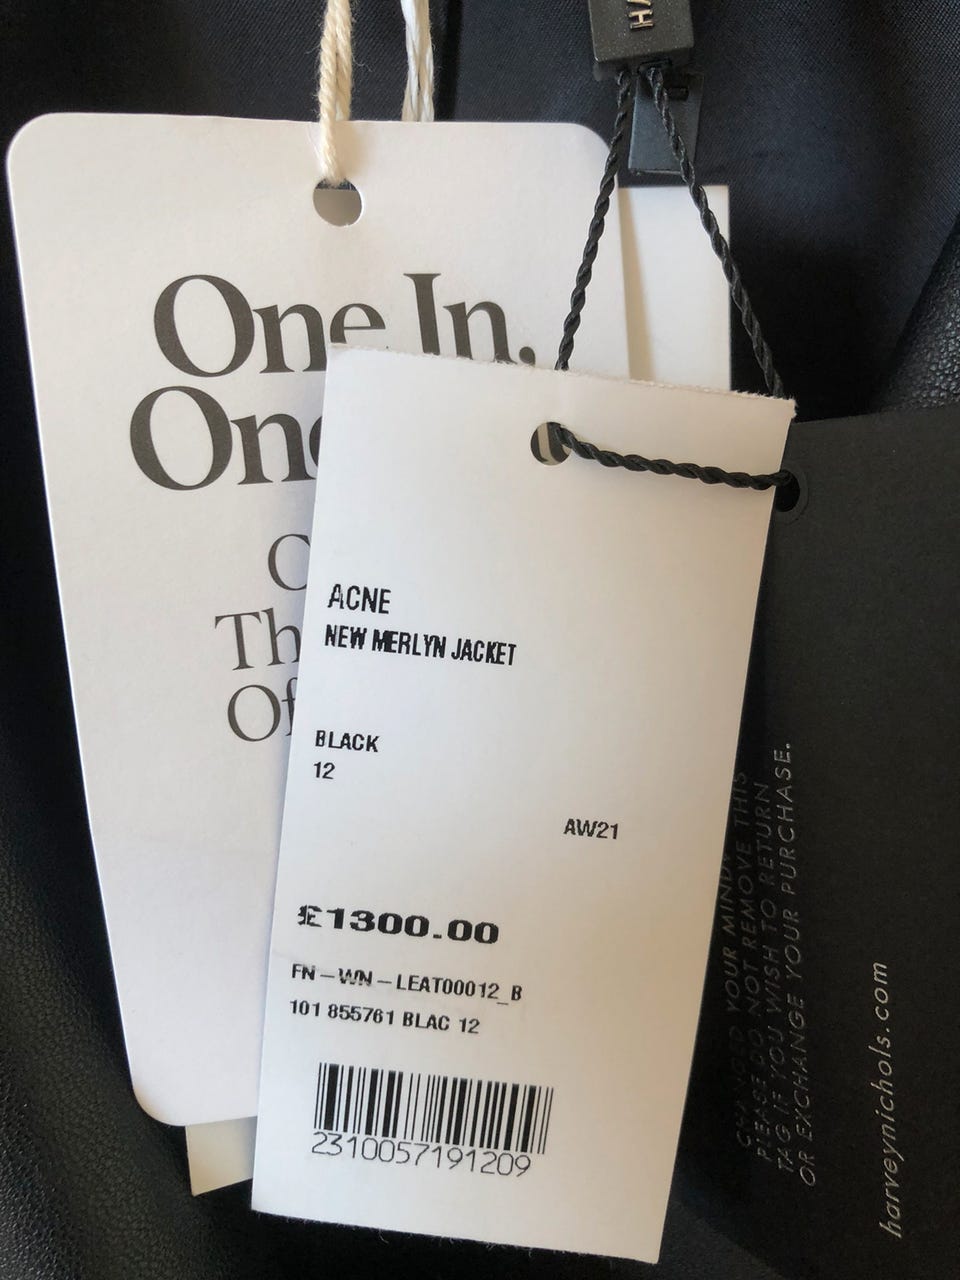 One In,
One
Th
Of
ACNE
NEW MERLYN JACKET
BLACK
12
AW21
£1300.00
FN-WN-LEAT00012_B
101 855761 BLAC 12
2310057191209
CHANGED YOUR MIND?
PLEASE DO NOT REMOVE THIS
TAG IF YOU WISH TO RETURN
OR EXCHANGE YOUR PURCHASE.
harveynichols.com